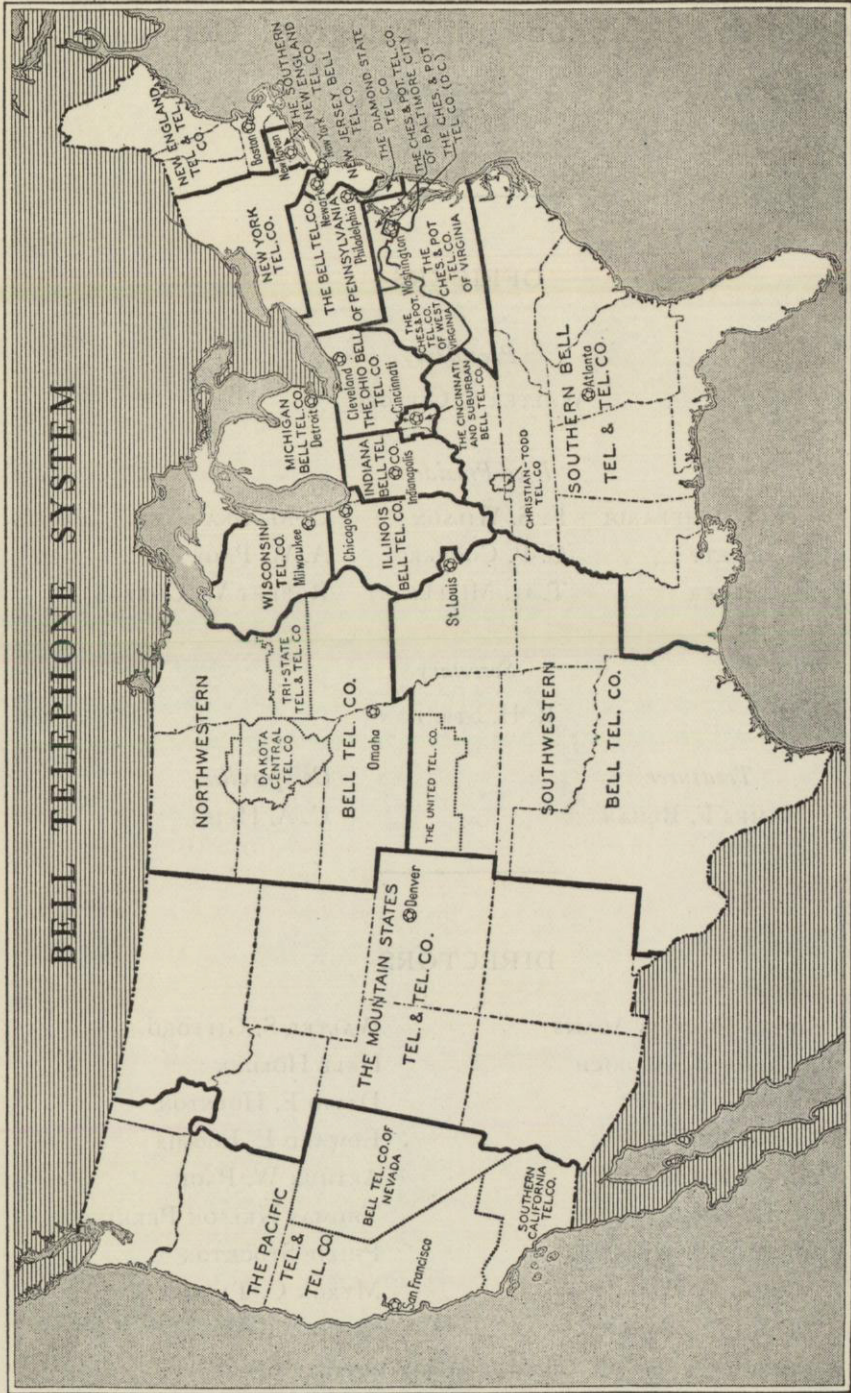 BELL TELEPHONE SYSTEM
NEW ENGLAND
TEL. & TEL.
CO.
Boston
New Haven
THE SOUTHERN
NEW ENGLAND
TEL. CO
NEW YORK
TEL. CO.
New York
Newark
NEW JERSEY BELL
TEL. CO.
THE BELL TEL. CO.
OF PENNSYLVANIA
Philadelphia
THE DIAMOND STATE
TEL CO
THE CHES & POT. TEL. CO.
OF BALTIMORE CITY
THE CHES. & POT.
TEL CO. (D.C.)
Washington
THE
CHES. & POT
TEL. CO.
OF VIRGINIA
THE
CHES. & POT.
TEL. CO.
OF WEST
VIRGINIA
Cleveland
THE OHIO BELL
TEL. CO.
Cincinnati
THE CINCINNATI
AND SUBURBAN
BELL TEL. CO.
MICHIGAN
BELL TEL. CO.
Detroit
INDIANA
BELL TEL
CO.
Indianapolis
WISCONSIN
TEL. CO.
Milwaukee
Chicago
ILLINOIS
BELL TEL. CO.
CHRISTIAN-TODD
TEL. CO
SOUTHERN BELL
TEL. & TEL. CO.
Atlanta
St. Louis
NORTHWESTERN
BELL TEL. CO.
TRI-STATE
TEL. & TEL. CO
DAKOTA
CENTRAL
TEL. CO
Omaha
THE UNITED TEL. CO.
SOUTHWESTERN
BELL TEL. CO.
THE MOUNTAIN STATES
TEL. & TEL. CO.
Denver
THE PACIFIC
TEL. &
TEL. CO.
BELL TEL. CO. OF
NEVADA
San Francisco
SOUTHERN
CALIFORNIA
TEL. CO.